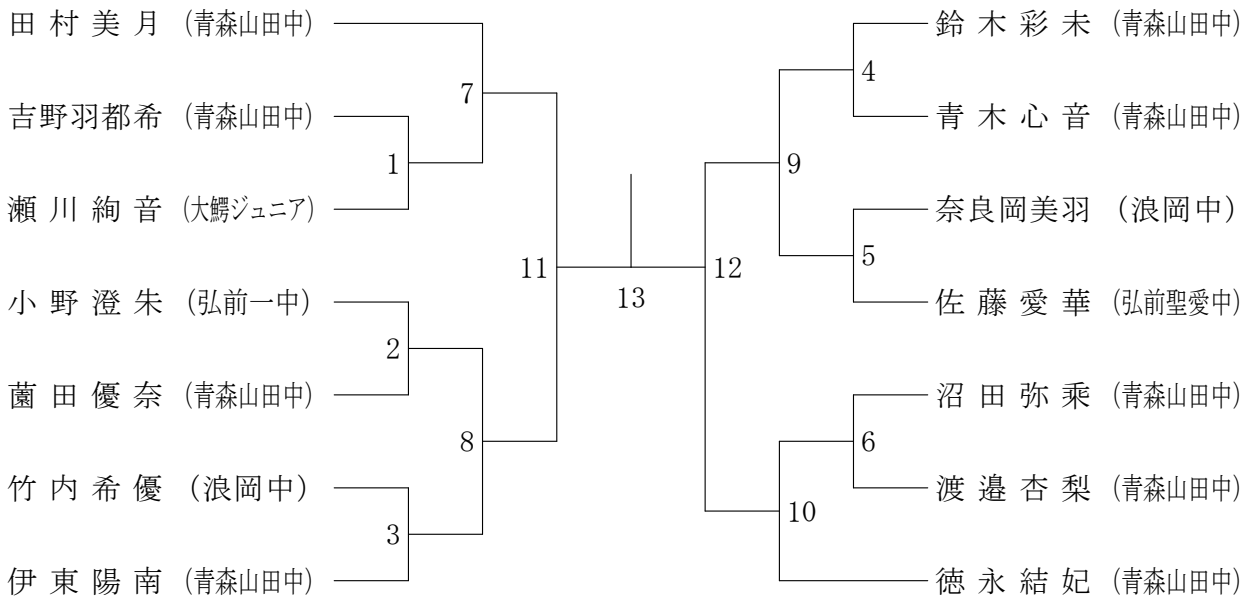 田村美月 (青森山田中)
吉野羽都希 (青森山田中)
瀬川絢音 (大鰐ジュニア)
小野澄朱 (弘前一中)
薗田優奈 (青森山田中)
竹内希優 (浪岡中)
伊東陽南 (青森山田中)
7
1
2
8
3
11
13
12
9
4
5
6
10
鈴木彩未 (青森山田中)
青木心音 (青森山田中)
奈良岡美羽 (浪岡中)
佐藤愛華 (弘前聖愛中)
沼田弥乘 (青森山田中)
渡邉杏梨 (青森山田中)
徳永結妃 (青森山田中)